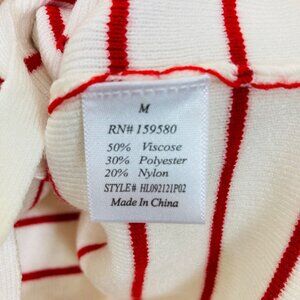 M
RN# 159580
50% Viscose
30% Polyester
20% Nylon
STYLE# HL092121P02
Made In China